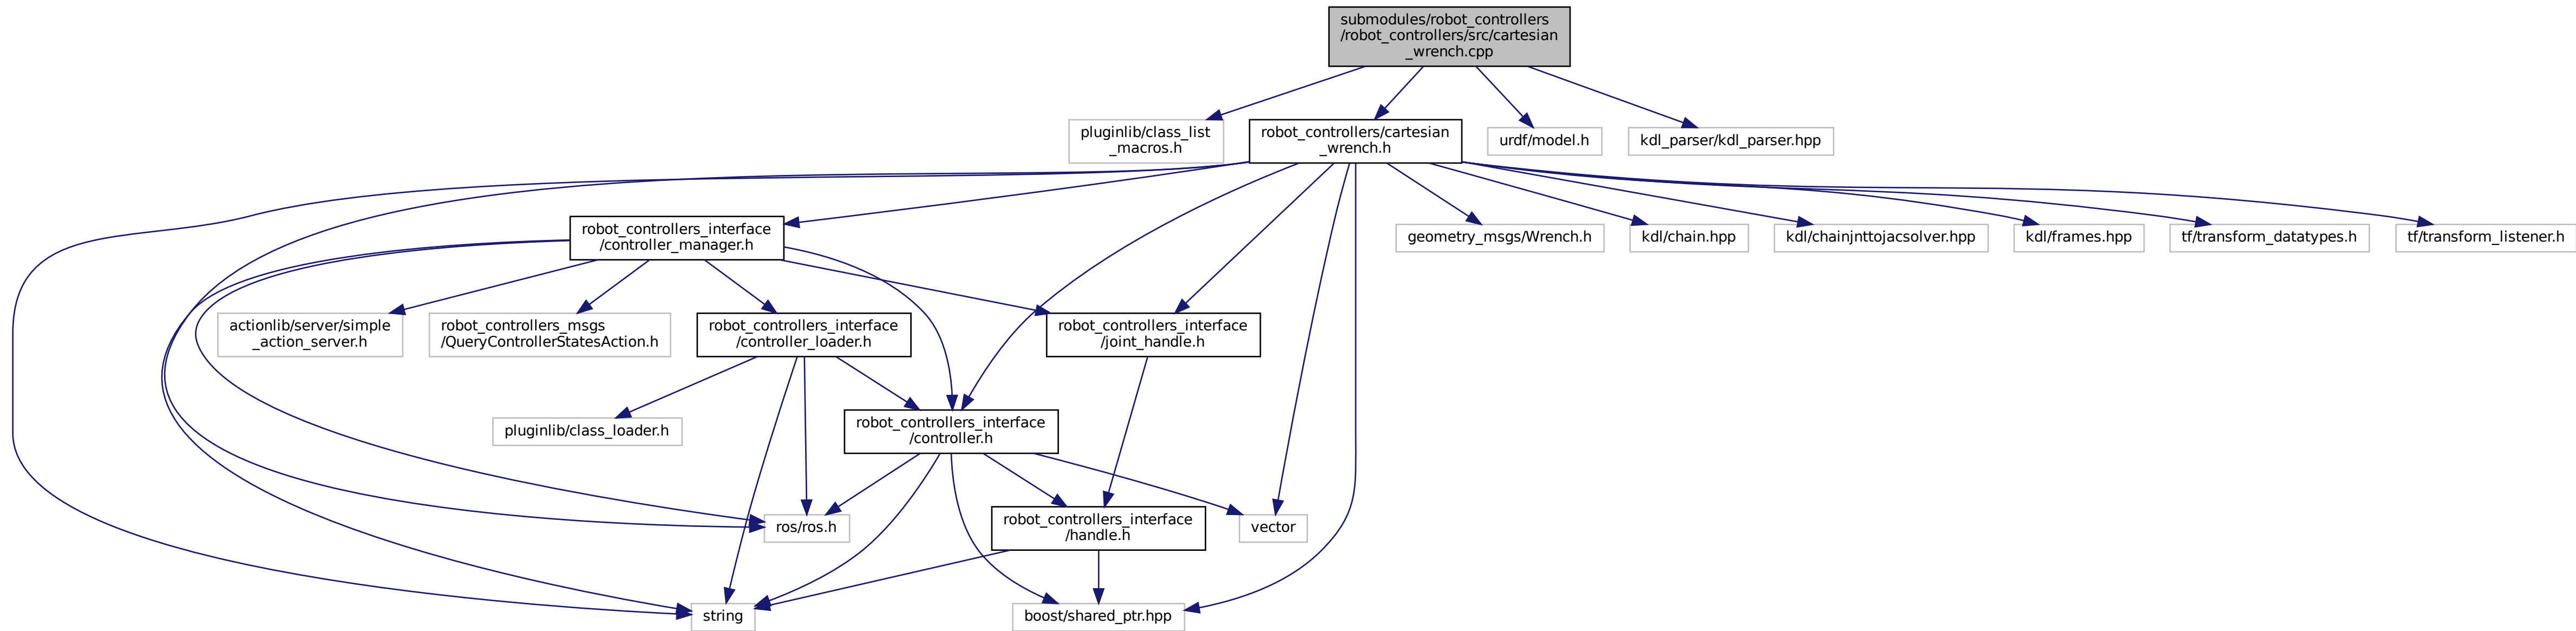 submodules/robot_controllers
/robot_controllers/src/cartesian
_wrench.cpp
pluginlib/class_list
_macros.h
robot_controllers/cartesian
_wrench.h
urdf/model.h
kdl_parser/kdl_parser.hpp
robot_controllers_interface
/controller_manager.h
geometry_msgs/Wrench.h
kdl/chain.hpp
kdl/chainjnttojacsolver.hpp
kdl/frames.hpp
tf/transform_datatypes.h
tf/transform_listener.h
actionlib/server/simple
_action_server.h
robot_controllers_msgs
/QueryControllerStatesAction.h
robot_controllers_interface
/controller_loader.h
robot_controllers_interface
/joint_handle.h
pluginlib/class_loader.h
robot_controllers_interface
/controller.h
ros/ros.h
robot_controllers_interface
/handle.h
vector
string
boost/shared_ptr.hpp